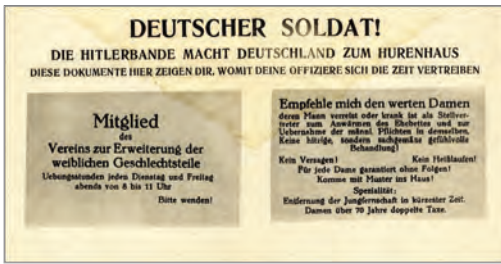 DEUTSCHER SOLDAT!
DIE HITLERBANDE MACHT DEUTSCHLAND ZUM HURENHAUS
DIESE DOKUMENTE HIER ZEIGEN DIR, WOMIT DEINE OFFIZIERE SICH DIE ZEIT VERTREIBEN
Mitglied
des
Vereins zur Erweiterung der
weiblichen Geschlechtsteile
Uebungsstunden jeden Dienstag und Freitag
abends von 8 bis 11 Uhr
Bitte wenden!
Empfehle mich den werten Damen
deren Mann verreist oder krank ist als Stellver-
treter zum Anwärmen des Ehebettes und zur
Uebernahme der männl. Pflichten in demselben.
Keine hitzige, sondern sachgemäße gefühlvolle
Behandlung!
Kein Versagen! Kein Heißlaufen!
Für jede Dame garantiert ohne Folgen!
Komme mit Muster ins Haus!
Spezialität:
Entfernung der Jungfernschaft in kürzester Zeit.
Damen über 70 Jahre doppelte Taxe.